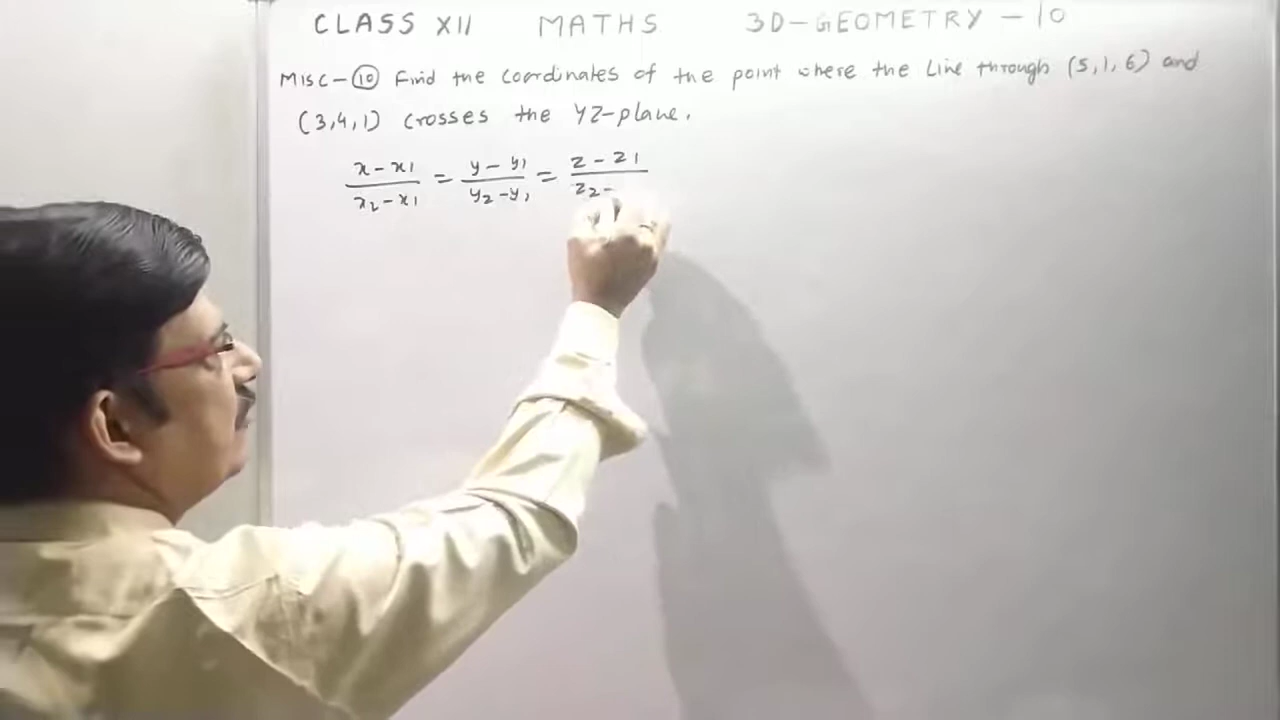 CLASS XII MATHS 3D-GEOMETRY-10
MISC-⑩ Find the coordinates of the point where the Line through (5,1,6) and
(3,4,1) crosses the YZ-plane.
x-x1 / x2-x1 = y-y1 / y2-y1 = z-z1 / z2-